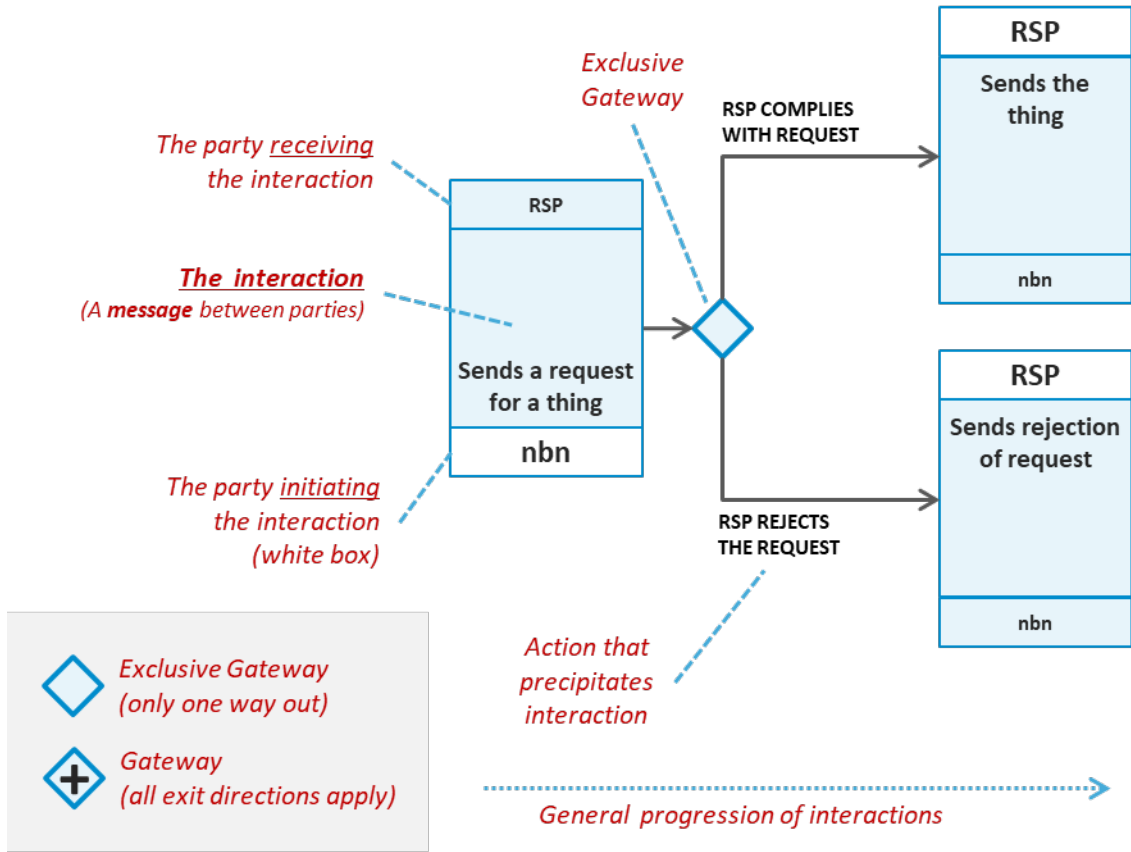 RSP
Sends the
thing
nbn
Exclusive
Gateway
RSP COMPLIES
WITH REQUEST
The party receiving
the interaction
RSP
The interaction
(A message between parties)
Sends a request
for a thing
nbn
RSP
Sends rejection
of request
nbn
The party initiating
the interaction
(white box)
RSP REJECTS
THE REQUEST
Action that
precipitates
interaction
Exclusive Gateway
(only one way out)
Gateway
(all exit directions apply)
General progression of interactions